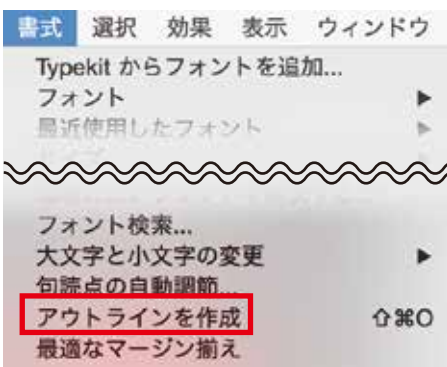 書式 選択 効果 表示 ウィンドウ
Typekit からフォントを追加...
フォント ▶
最近使用したフォント ▶
フォント検索...
大文字と小文字の変更 ▶
句読点の自動調節...
アウトラインを作成 ⇧⌘O
最適なマージン揃え